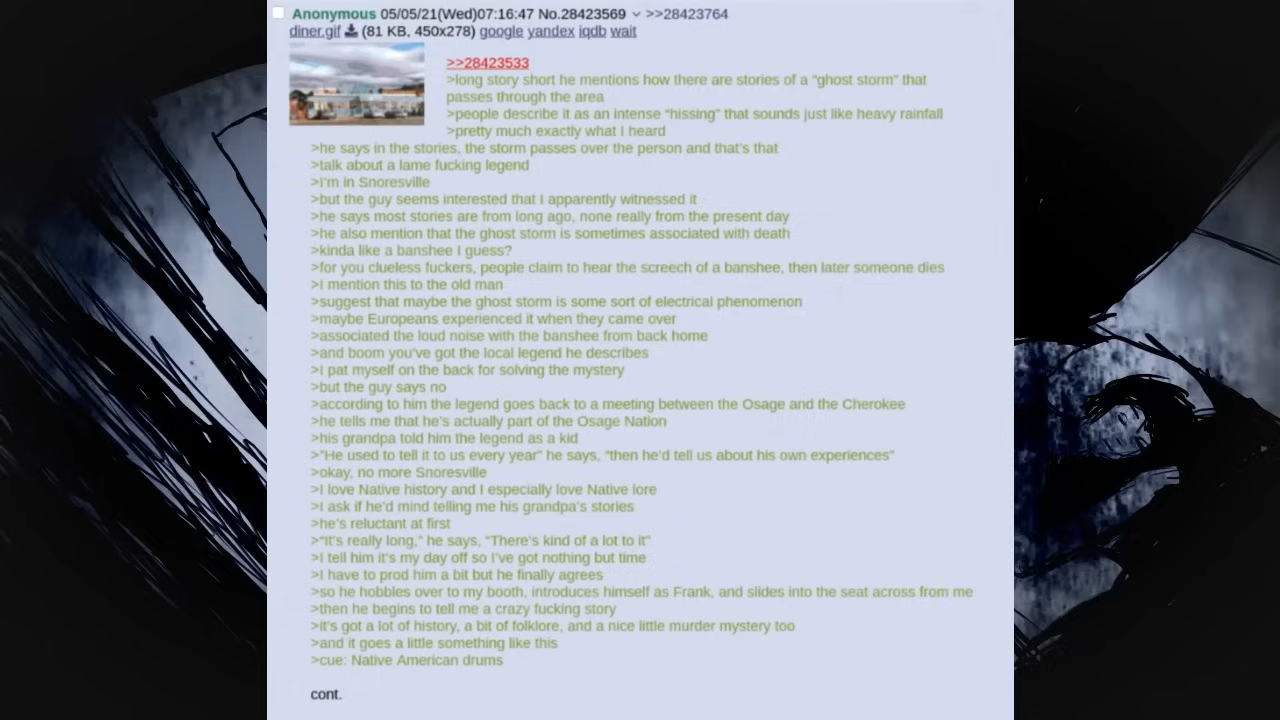 Anonymous 05/05/21(Wed)07:16:47 No.28423569 >>28423764
diner.gif (81 KB, 450x278) google yandex iqdb wait
>>28423533
>long story short he mentions how there are stories of a “ghost storm” that
passes through the area
>people describe it as an intense “hissing” that sounds just like heavy rainfall
>pretty much exactly what I heard
>he says in the stories, the storm passes over the person and that’s that
>talk about a lame fucking legend
>I’m in Snoresville
>but the guy seems interested that I apparently witnessed it
>he says most stories are from long ago, none really from the present day
>he also mention that the ghost storm is sometimes associated with death
>kinda like a banshee I guess?
>for you clueless fuckers, people claim to hear the screech of a banshee, then later someone dies
>I mention this to the old man
>suggest that maybe the ghost storm is some sort of electrical phenomenon
>maybe Europeans experienced it when they came over
>associated the loud noise with the banshee from back home
>and boom you’ve got the local legend he describes
>I pat myself on the back for solving the mystery
>but the guy says no
>according to him the legend goes back to a meeting between the Osage and the Cherokee
>he tells me that he’s actually part of the Osage Nation
>his grandpa told him the legend as a kid
>”He used to tell it to us every year” he says, “then he’d tell us about his own experiences”
>okay, no more Snoresville
>I love Native history and I especially love Native lore
>I ask if he’d mind telling me his grandpa’s stories
>he’s reluctant at first
>“It’s really long,” he says, “There’s kind of a lot to it”
>I tell him it’s my day off so I’ve got nothing but time
>I have to prod him a bit but he finally agrees
>so he hobbles over to my booth, introduces himself as Frank, and slides into the seat across from me
>then he begins to tell me a crazy fucking story
>it’s got a lot of history, a bit of folklore, and a nice little murder mystery too
>and it goes a little something like this
>cue: Native American drums
cont.